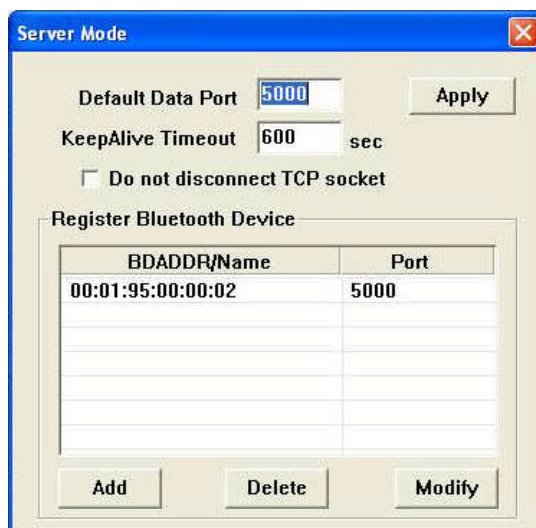 Server Mode
Default Data Port 5000 Apply
KeepAlive Timeout 600 sec
Do not disconnect TCP socket
Register Bluetooth Device
BDADDR/Name Port
00:01:95:00:00:02 5000
Add Delete Modify